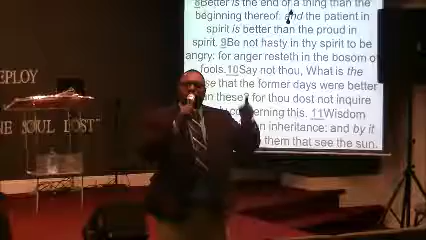 8Better is the end of a thing than the
beginning thereof. and the patient in
spirit is better than the proud in
spirit. 9Be not hasty in thy spirit to be
angry: for anger resteth in the bosom of
fools. 10Say not thou, What is the
that the former days were better
these? for thou dost not inquire
concerning this. 11Wisdom
an inheritance: and by it
them that see the sun.
EPLOY
NE SOUL LOST"